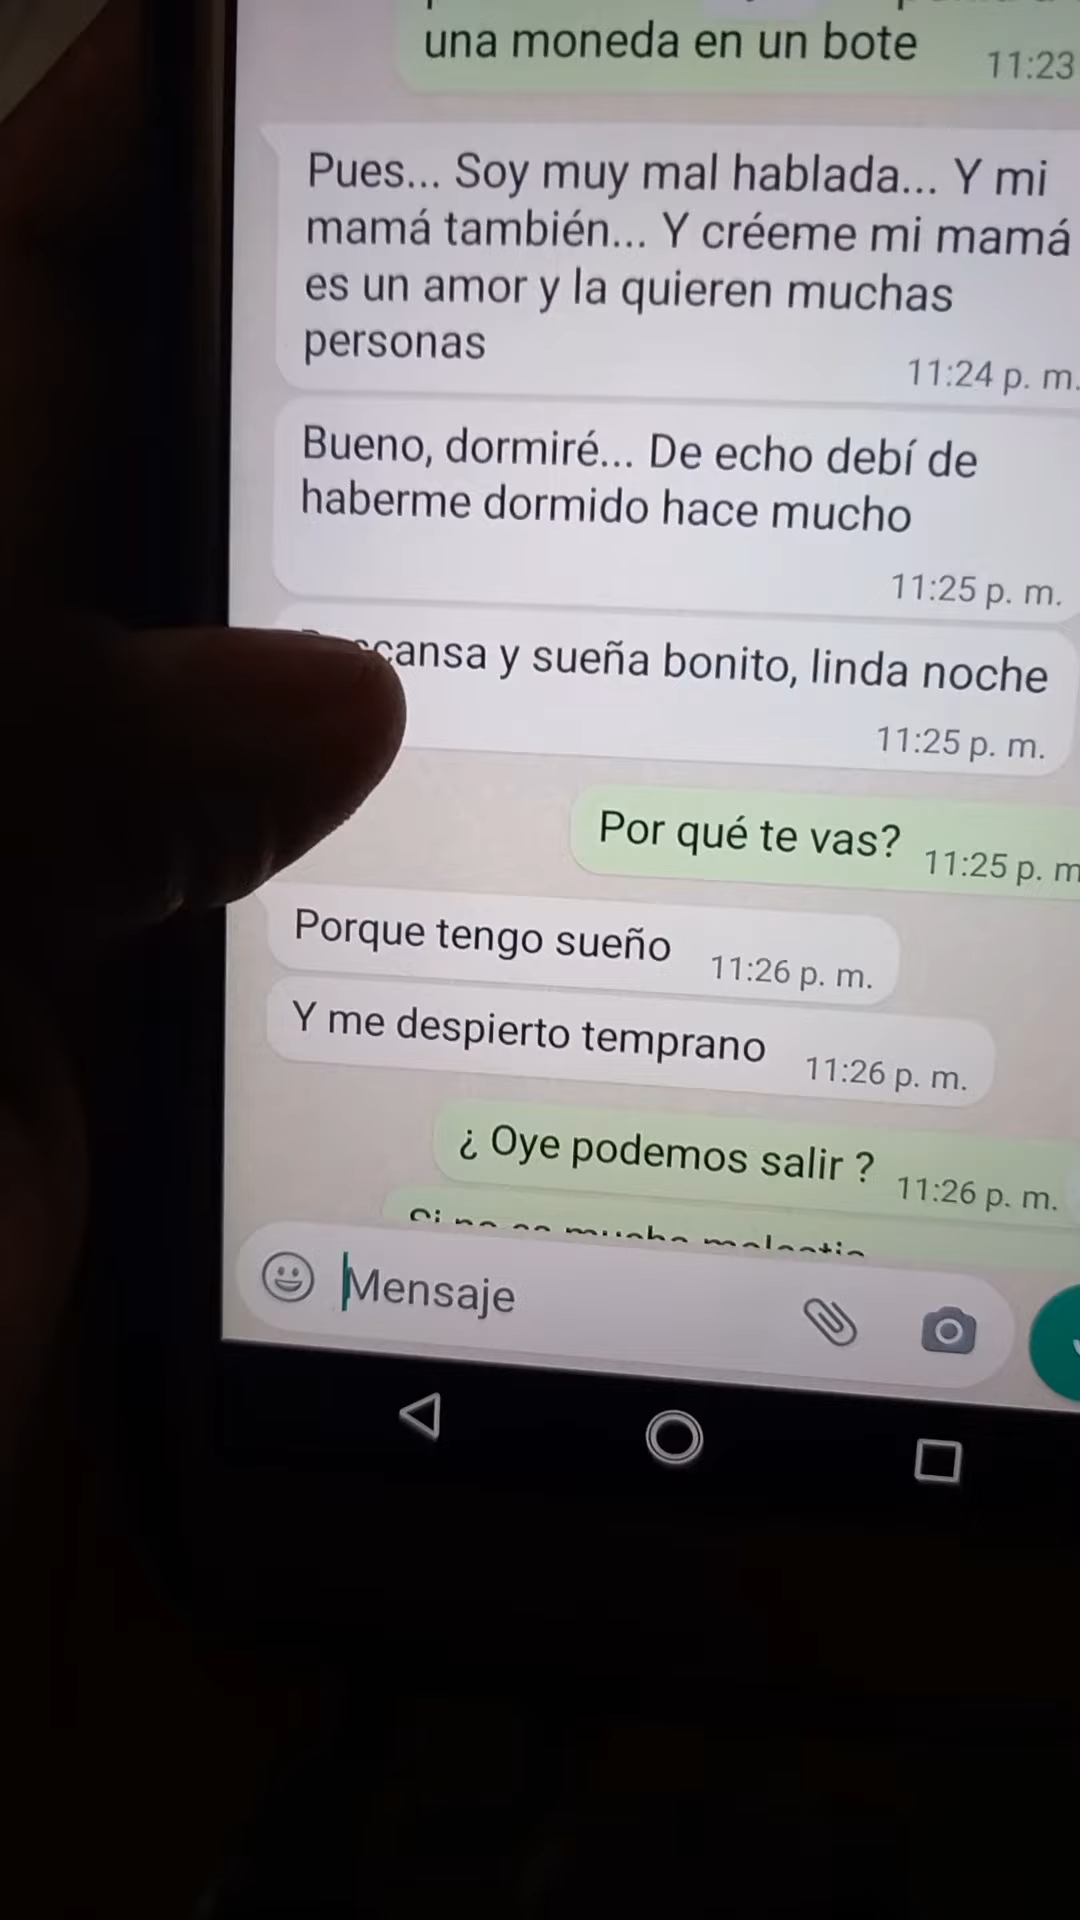 una moneda en un bote
11:23
Pues... Soy muy mal hablada... Y mi
mamá también... Y créeme mi mamá
es un amor y la quieren muchas
personas
11:24 p. m.
Bueno, dormiré... De echo debí de
haberme dormido hace mucho
11:25 p. m.
y sueña bonito, linda noche
11:25 p. m.
Por qué te vas?
11:25 p. m
Porque tengo sueño
11:26 p. m.
Y me despierto temprano
11:26 p. m.
¿ Oye podemos salir ?
11:26 p. m.
Mensaje